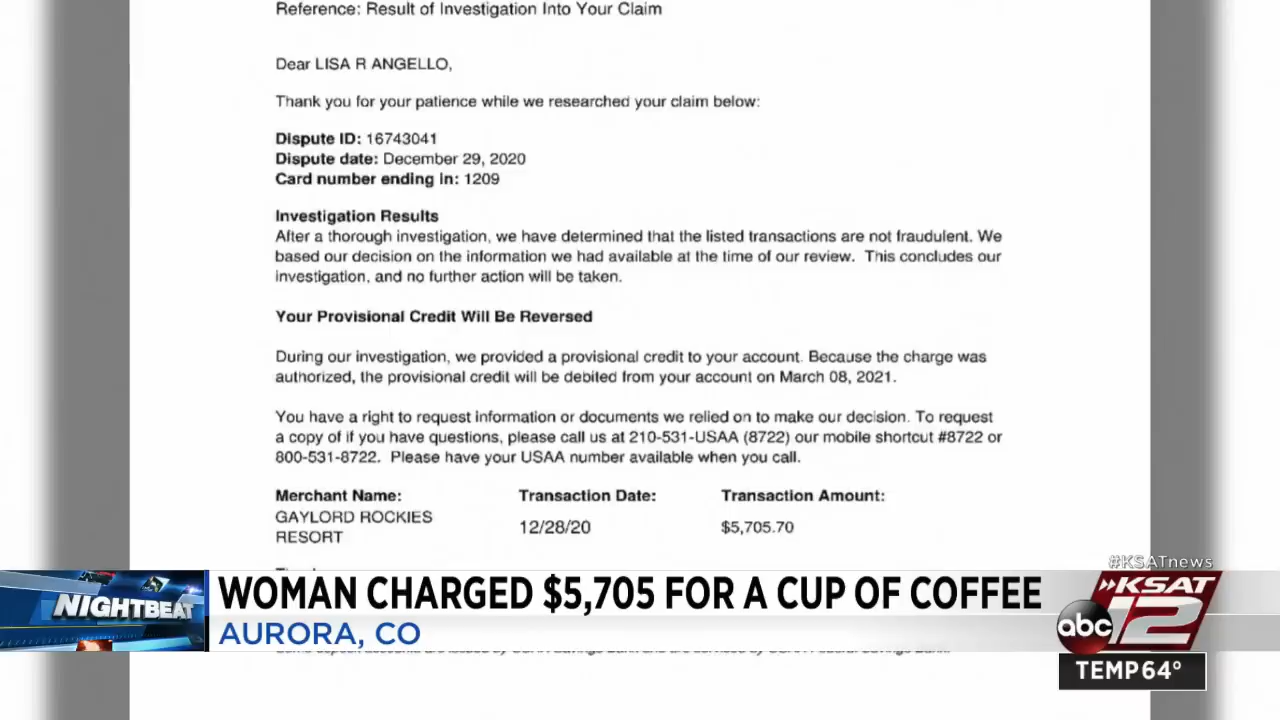 Reference: Result of Investigation Into Your Claim
Dear LISA R ANGELLO,
Thank you for your patience while we researched your claim below:
Dispute ID: 16743041
Dispute date: December 29, 2020
Card number ending in: 1209
Investigation Results
After a thorough investigation, we have determined that the listed transactions are not fraudulent. We
based our decision on the information we had available at the time of our review. This concludes our
investigation, and no further action will be taken.
Your Provisional Credit Will Be Reversed
During our investigation, we provided a provisional credit to your account. Because the charge was
authorized, the provisional credit will be debited from your account on March 08, 2021.
You have a right to request information or documents we relied on to make our decision. To request
a copy of if you have questions, please call us at 210-531-USAA (8722) our mobile shortcut #8722 or
800-531-8722. Please have your USAA number available when you call.
Merchant Name: Transaction Date: Transaction Amount:
GAYLORD ROCKIES
RESORT 12/28/20 $5,705.70
#KSATnews
NIGHTBEAT
WOMAN CHARGED $5,705 FOR A CUP OF COFFEE
AURORA, CO
KSAT
abc 12
TEMP 64°